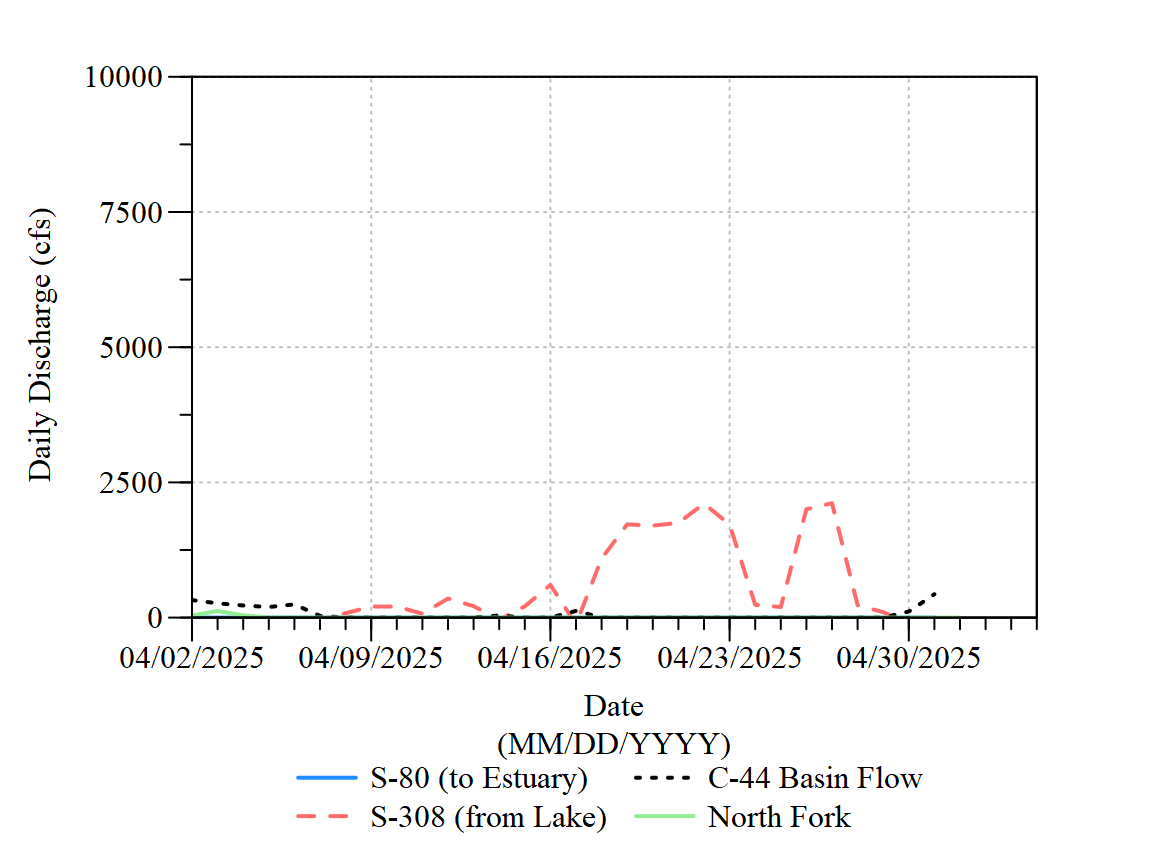 10000
7500
5000
2500
0
Daily Discharge (cfs)
04/02/2025 04/09/2025 04/16/2025 04/23/2025 04/30/2025
Date
(MM/DD/YYYY)
S-80 (to Estuary) C-44 Basin Flow
S-308 (from Lake) North Fork